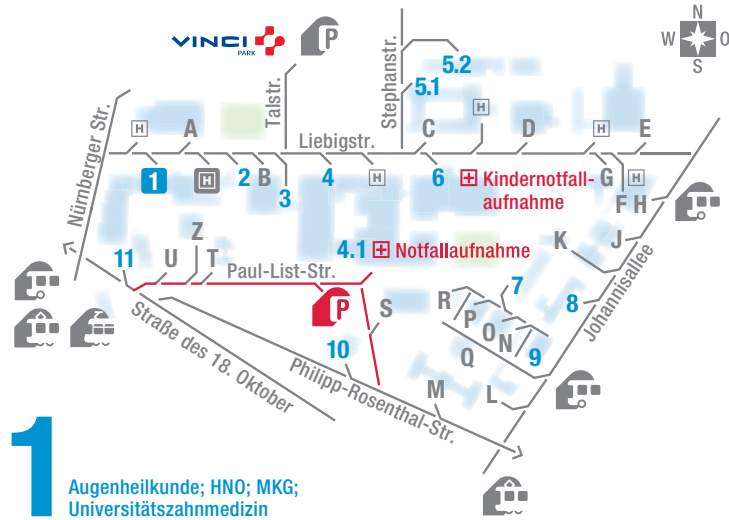 N
W O
S
VINCI
PARK
P
Talstr.
Stephanstr.
5.2
5.1
Nürnberger Str.
H
A
Liebigstr.
C
H
D
H
E
1
H
2
B
3
4
H
6
Kindernotfall-
aufnahme
G
H
F
H
4.1 Notfallaufnahme
K
J
Johannisallee
11
U
Z
T
Paul-List-Str.
P
S
R
P
O
N
7
8
Q
9
10
Straße des 18. Oktober
Philipp-Rosenthal-Str.
M
L
1
Augenheilkunde; HNO; MKG;
Universitätszahnmedizin